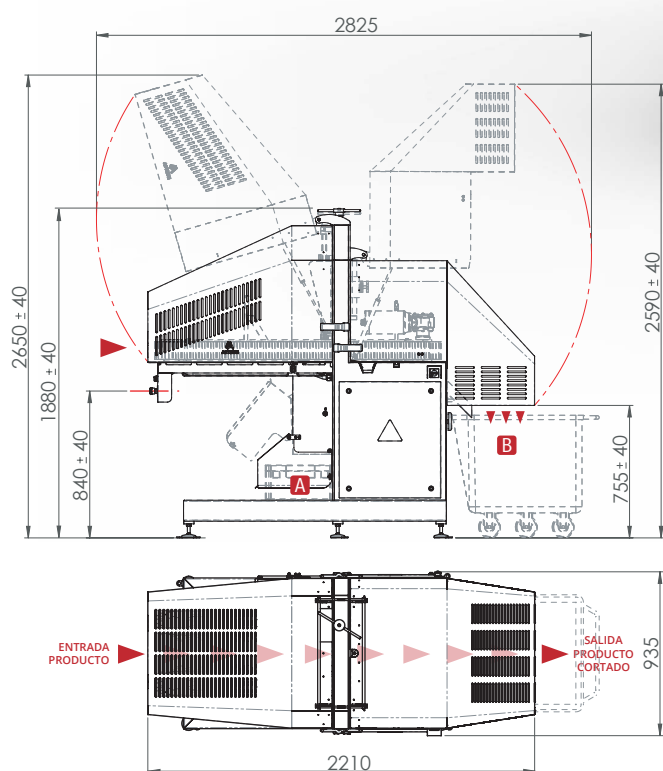 2825
2650 ± 40
1880 ± 40
840 ± 40
2590 ± 40
755 ± 40
A
B
ENTRADA
PRODUCTO
SALIDA
PRODUCTO
CORTADO
935
2210